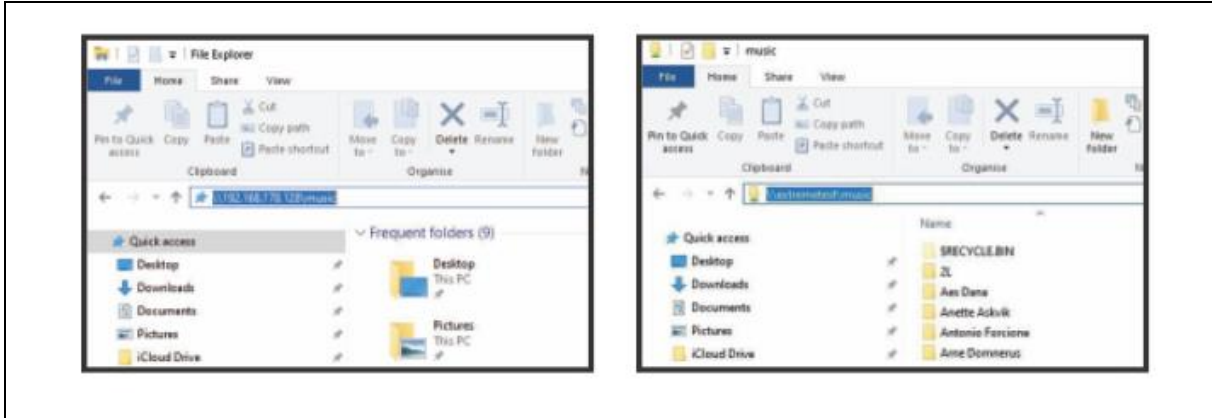 File Explorer
File Home Share View
Pin to Quick access Copy Paste Cut
Copy path
Paste shortcut
Move to Copy to Delete Rename New folder
Clipboard Organise
Quick access
Desktop
Downloads
Documents
Pictures
iCloud Drive
Frequent folders (9)
Desktop
This PC
Pictures
This PC
music
File Home Share View
Pin to Quick access Copy Paste Cut
Copy path
Paste shortcut
Move to Copy to Delete Rename New folder
Clipboard Organise
Quick access
Desktop
Downloads
Documents
Pictures
iCloud Drive
Name
$RECYCLE.BIN
2L
Aes Dana
Anette Askvik
Antonio Forcione
Arne Domnerus